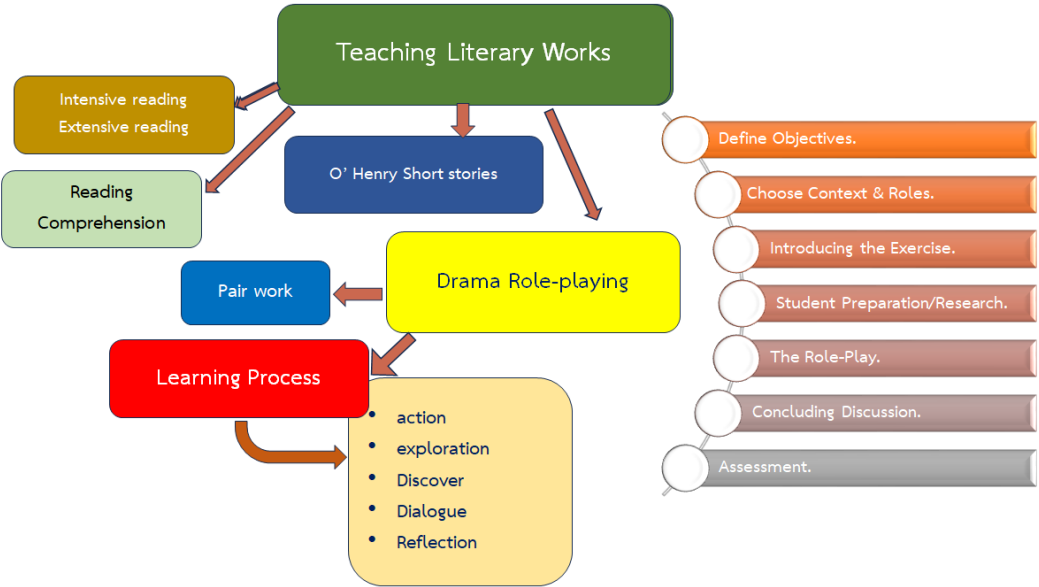 Teaching Literary Works
Intensive reading
Extensive reading
Reading
Comprehension
O’ Henry Short stories
Drama Role-playing
Pair work
Learning Process
• action
• exploration
• Discover
• Dialogue
• Reflection
Define Objectives.
Choose Context & Roles.
Introducing the Exercise.
Student Preparation/Research.
The Role-Play.
Concluding Discussion.
Assessment.